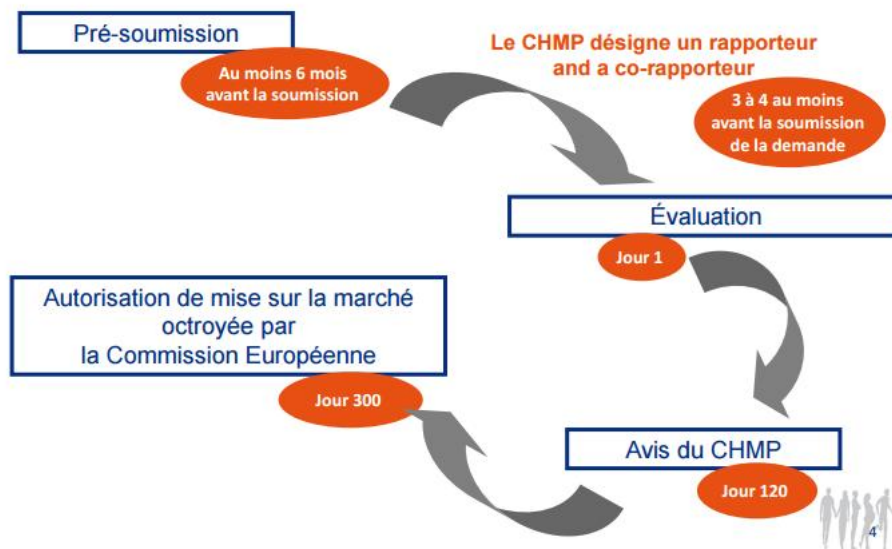 Pré-soumission
Au moins 6 mois
avant la soumission
Le CHMP désigne un rapporteur
and a co-rapporteur
3 à 4 au moins
avant la soumission
de la demande
Évaluation
Jour 1
Autorisation de mise sur la marché
octroyée par
la Commission Européenne
Jour 300
Avis du CHMP
Jour 120
4